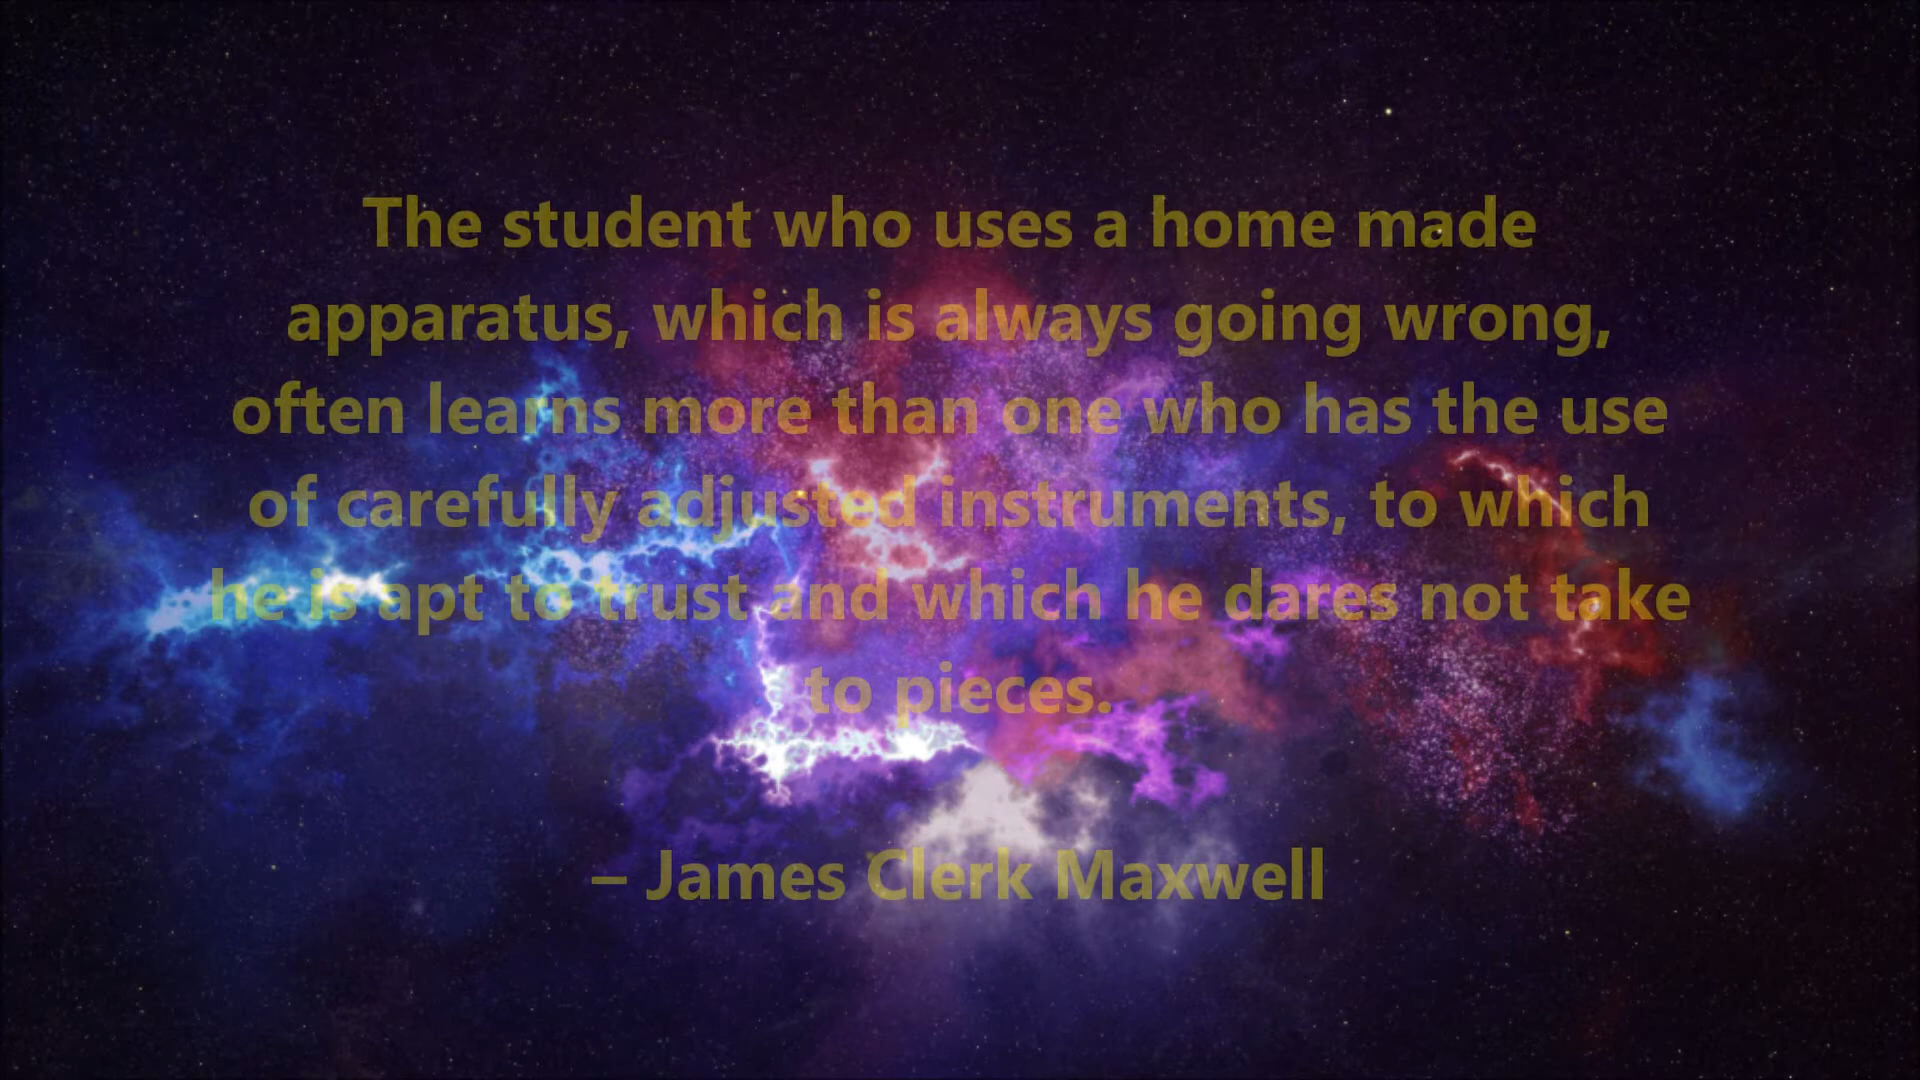 The student who uses a home made
apparatus, which is always going wrong,
often learns more than one who has the use
of carefully adjusted instruments, to which
he is apt to trust and which he dares not take
to pieces.
– James Clerk Maxwell